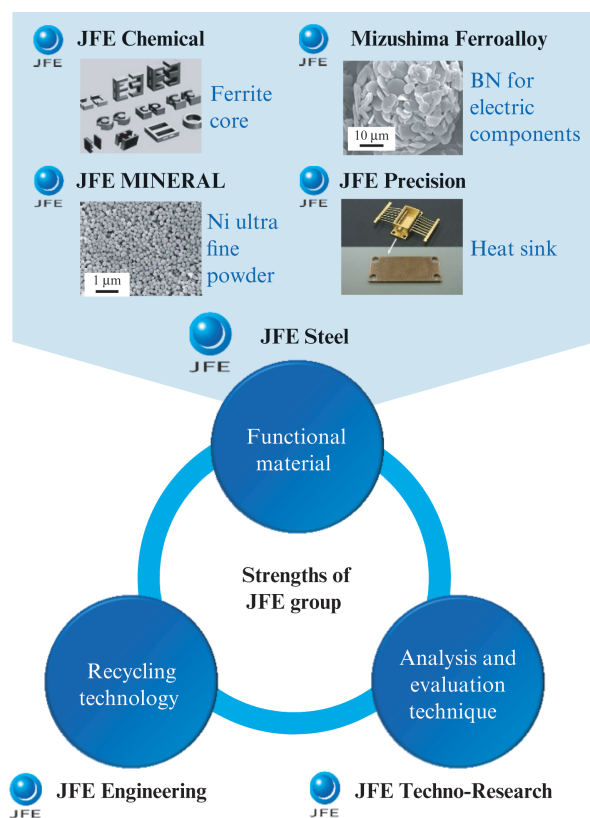 JFE Chemical
JFE
Ferrite
core
Mizushima Ferroalloy
JFE
10 μm
BN for
electric
components
JFE MINERAL
JFE
1 μm
Ni ultra
fine
powder
JFE Precision
JFE
Heat sink
JFE Steel
JFE
Functional
material
Strengths of
JFE group
Recycling
technology
Analysis and
evaluation
technique
JFE Engineering
JFE
JFE Techno-Research
JFE